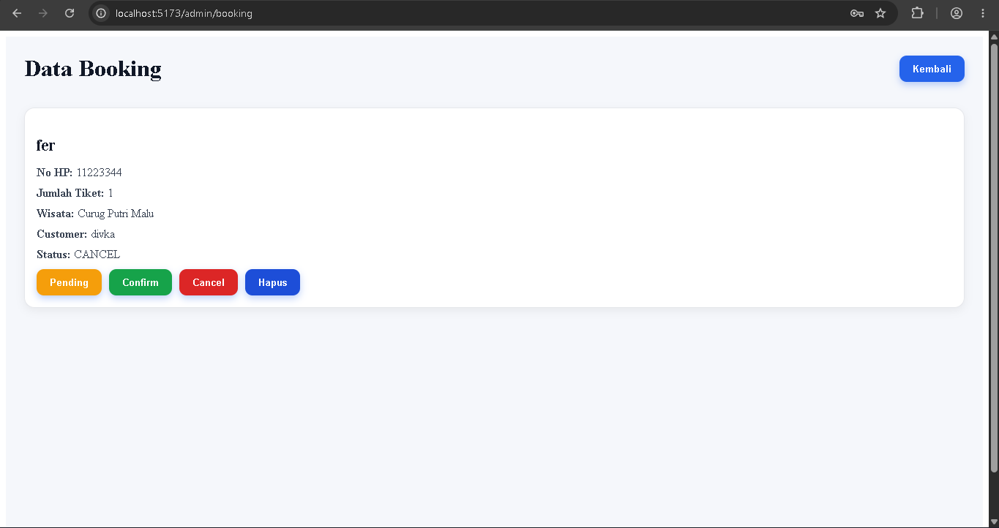 localhost:5173/admin/booking
Data Booking
Kembali
fer
No HP: 11223344
Jumlah Tiket: 1
Wisata: Curug Putri Malu
Customer: divka
Status: CANCEL
Pending Confirm Cancel Hapus